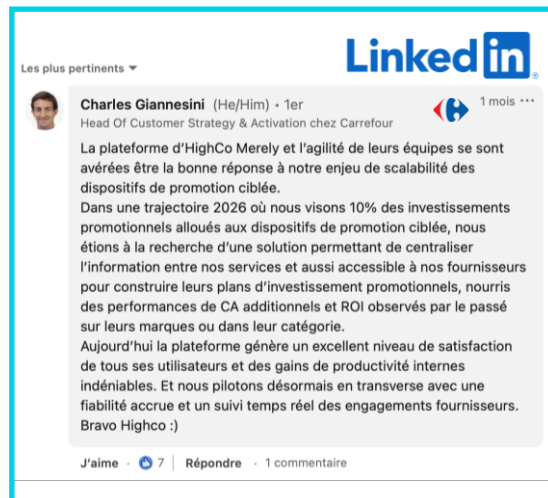 LinkedIn
Les plus pertinents
Charles Giannesini (He/Him) • 1er
1 mois •••
Head Of Customer Strategy & Activation chez Carrefour
La plateforme d'HighCo Merely et l'agilité de leurs équipes se sont
avérées être la bonne réponse à notre enjeu de scalabilité des
dispositifs de promotion ciblée.
Dans une trajectoire 2026 où nous visons 10% des investissements
promotionnels alloués aux dispositifs de promotion ciblée, nous
étions à la recherche d'une solution permettant de centraliser
l'information entre nos services et aussi accessible à nos fournisseurs
pour construire leurs plans d'investissement promotionnels, nourris
des performances de CA additionnels et ROI observés par le passé
sur leurs marques ou dans leur catégorie.
Aujourd'hui la plateforme génère un excellent niveau de satisfaction
de tous ses utilisateurs et des gains de productivité internes
indéniables. Et nous pilotons désormais en transverse avec une
fiabilité accrue et un suivi temps réel des engagements fournisseurs.
Bravo Highco :)
J'aime · 7 | Répondre · 1 commentaire